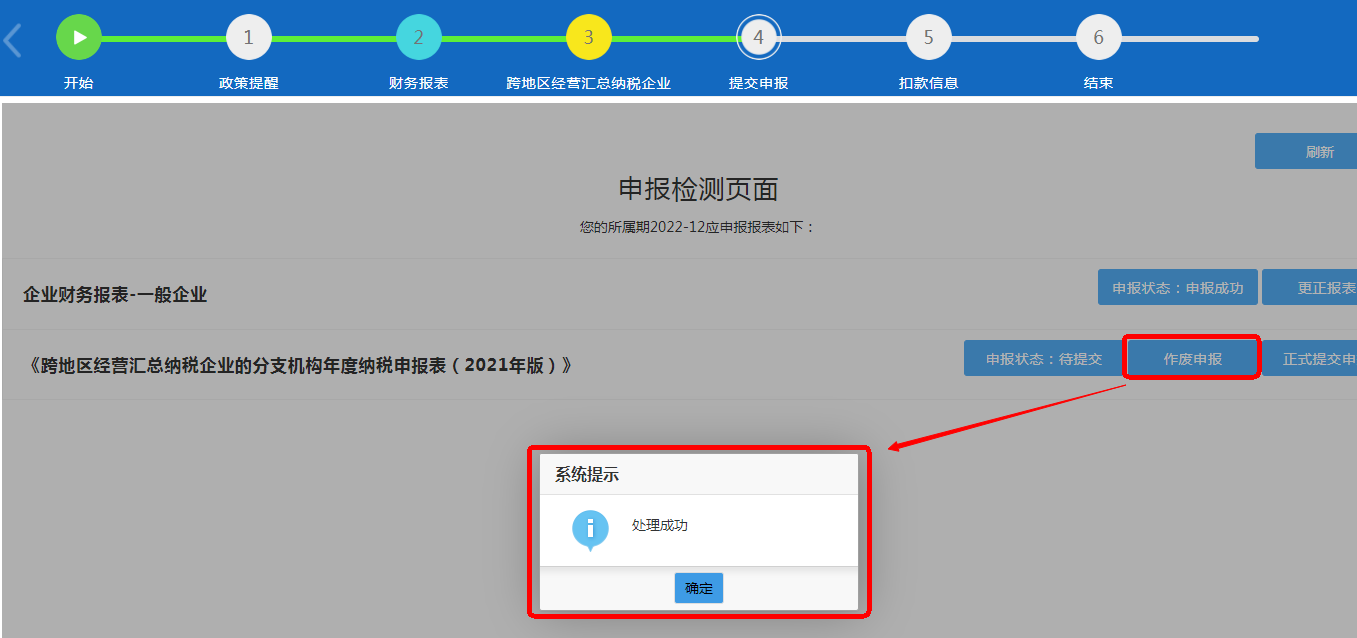 1
2
3
4
5
6
开始
政策提醒
财务报表
跨地区经营汇总纳税企业
提交申报
扣款信息
结束
刷新
申报检测页面
您的所属期2022-12应申报报表如下：
企业财务报表-一般企业
申报状态：申报成功
更正报表
《跨地区经营汇总纳税企业的分支机构年度纳税申报表（2021年版）》
申报状态：待提交
作废申报
正式提交申
系统提示
处理成功
确定